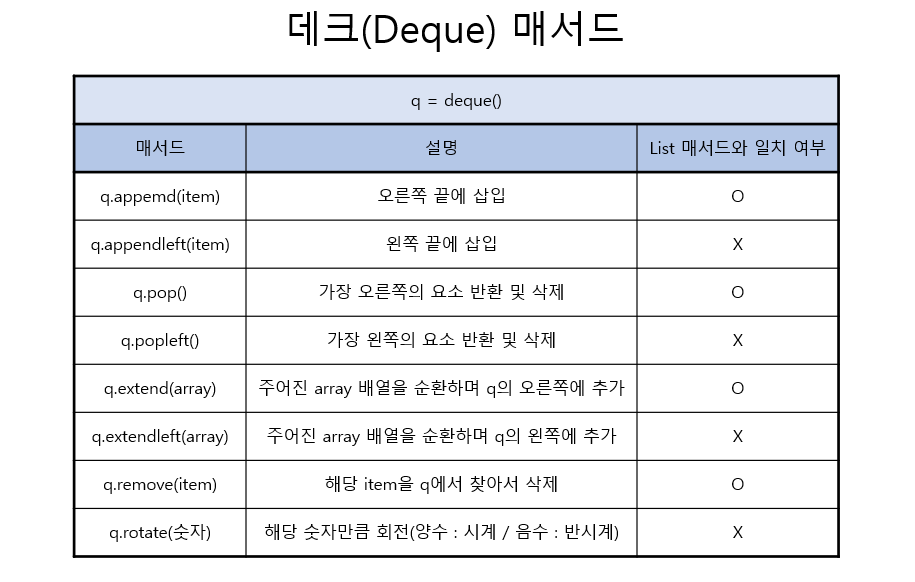 데크(Deque) 매서드
q = deque()
매서드 설명 List 매서드와 일치 여부
q.appemd(item) 오른쪽 끝에 삽입 O
q.appendleft(item) 왼쪽 끝에 삽입 X
q.pop() 가장 오른쪽의 요소 반환 및 삭제 O
q.popleft() 가장 왼쪽의 요소 반환 및 삭제 X
q.extend(array) 주어진 array 배열을 순환하며 q의 오른쪽에 추가 O
q.extendleft(array) 주어진 array 배열을 순환하며 q의 왼쪽에 추가 X
q.remove(item) 해당 item을 q에서 찾아서 삭제 O
q.rotate(숫자) 해당 숫자만큼 회전(양수 : 시계 / 음수 : 반시계) X